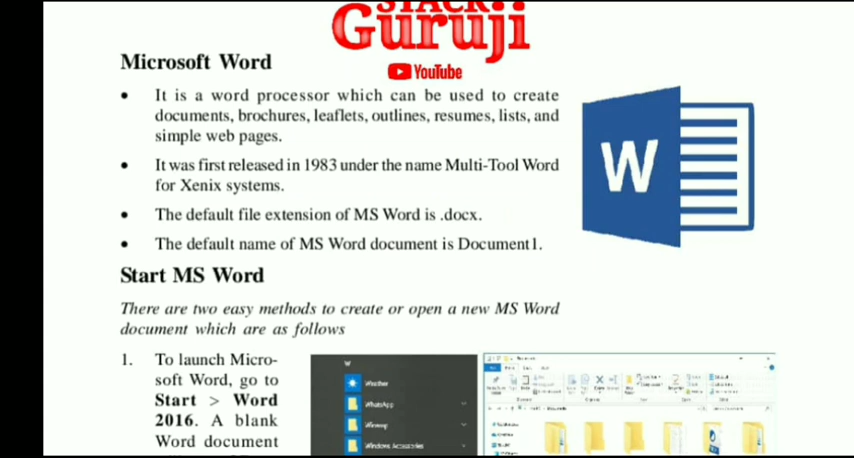 STACK
Guruji
YouTube
Microsoft Word
• It is a word processor which can be used to create
documents, brochures, leaflets, outlines, resumes, lists, and
simple web pages.
• It was first released in 1983 under the name Multi-Tool Word
for Xenix systems.
• The default file extension of MS Word is .docx.
• The default name of MS Word document is Document1.
W
Start MS Word
There are two easy methods to create or open a new MS Word
document which are as follows
1. To launch Micro-
soft Word, go to
Start > Word
2016. A blank
Word document
W
Weather
WhatsApp
Winamp
Windows Accessories